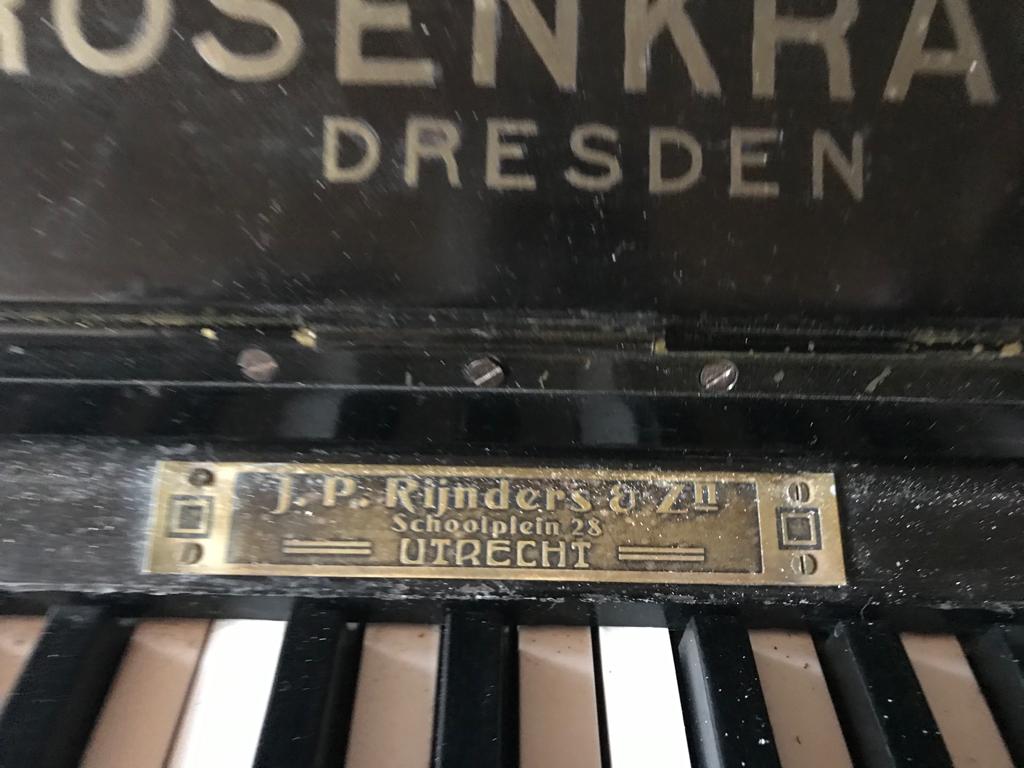 ROSENKRA
DRESDEN
J. P. Rijnders & Zn
Schoolplein 28
UTRECHT